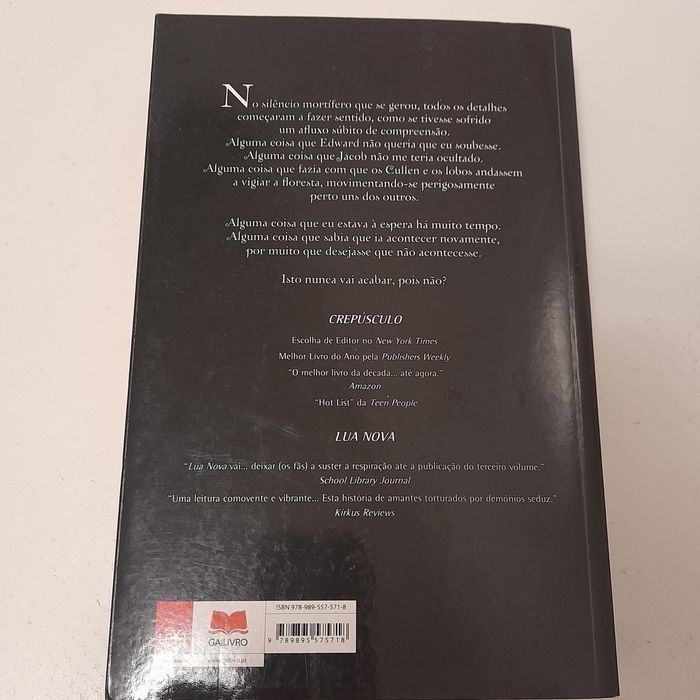 No silêncio mortífero que se gerou, todos os detalhes
começaram a fazer sentido, como se tivesse sofrido
um afluxo súbito de compreensão.
Alguma coisa que Edward não queria que eu soubesse.
Alguma coisa que Jacob não me teria ocultado.
Alguma coisa que fazia com que os Cullen e os lobos andassem
a vigiar a floresta, movimentando-se perigosamente
perto uns dos outros.
Alguma coisa que eu estava à espera há muito tempo.
Alguma coisa que sabia que ia acontecer novamente,
por muito que desejasse que não acontecesse.
Isto nunca vai acabar, pois não?
CREPÚSCULO
Escolha de Editor no New York Times
Melhor Livro do Ano pela Publishers Weekly
“O melhor livro da década... até agora.”
Amazon
“Hot List” da Teen People
LUA NOVA
“Lua Nova vai... deixar (os fãs) a suster a respiração até à publicação do terceiro volume.”
School Library Journal
“Uma leitura comovente e vibrante... Esta história de amantes torturados por demónios seduz.”
Kirkus Reviews
ISBN 978-989-557-571-8
GAILIVRO
9 789895 575718